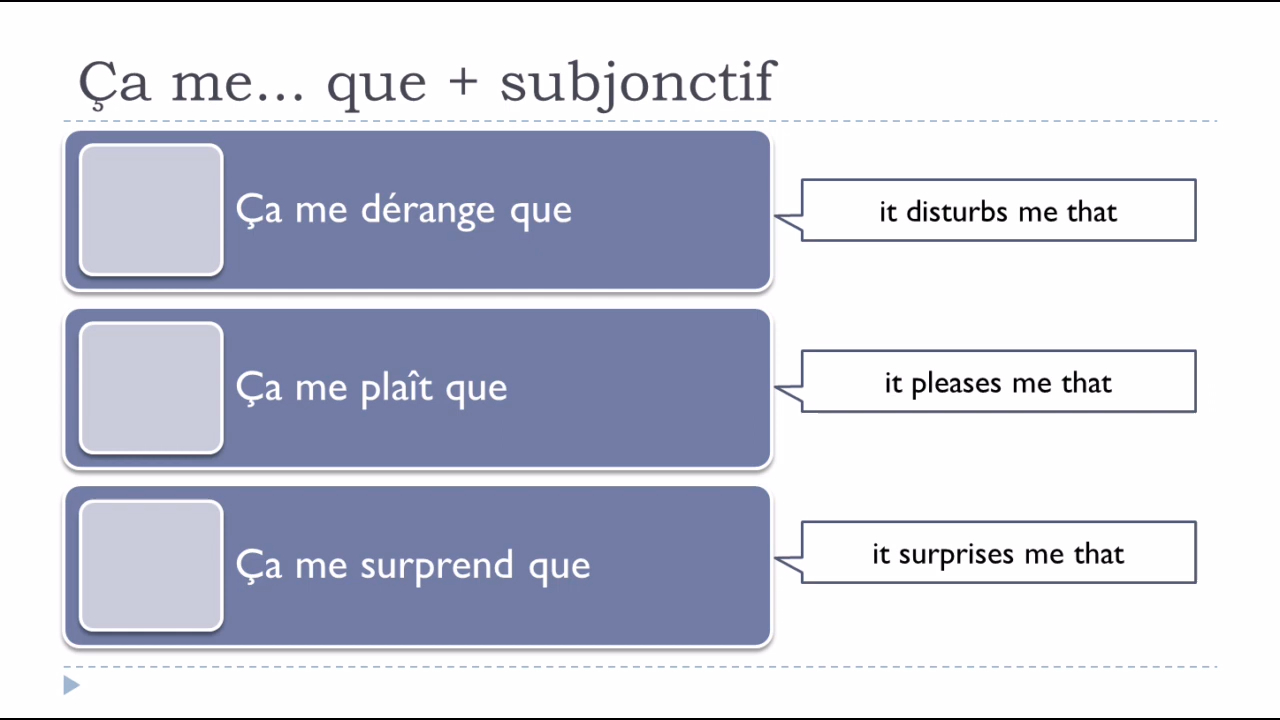 Ça me... que + subjonctif
Ça me dérange que
it disturbs me that
Ça me plaît que
it pleases me that
Ça me surprend que
it surprises me that